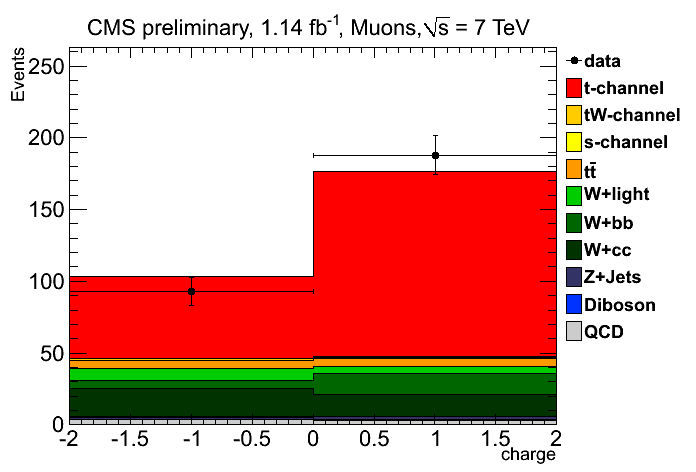 CMS preliminary, 1.14 fb⁻¹, Muons,√s = 7 TeV
Events
250
200
150
100
50
0
-2 -1.5 -1 -0.5 0 0.5 1 1.5 2
charge
data
t-channel
tW-channel
s-channel
tt̄
W+light
W+bb
W+cc
Z+Jets
Diboson
QCD